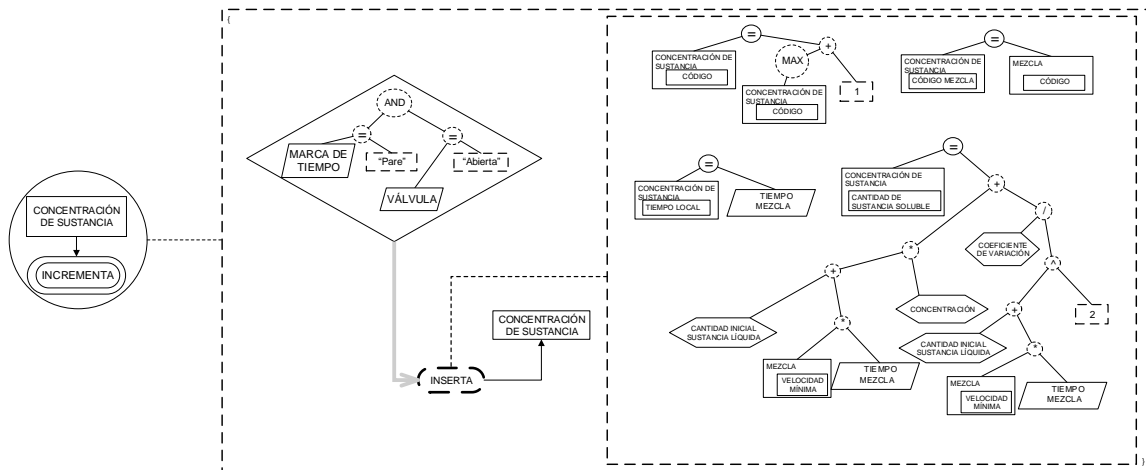 {
CONCENTRACIÓN
DE SUSTANCIA
INCREMENTA
AND
=
=
MARCA DE
TIEMPO
"Pare"
"Abierta"
VÁLVULA
INSERTA
CONCENTRACIÓN
DE SUSTANCIA
=
CONCENTRACIÓN DE
SUSTANCIA
CÓDIGO
+
MAX
CONCENTRACIÓN DE
SUSTANCIA
CÓDIGO
1
=
CONCENTRACIÓN DE
SUSTANCIA
CÓDIGO MEZCLA
MEZCLA
CÓDIGO
=
CONCENTRACIÓN DE
SUSTANCIA
TIEMPO LOCAL
TIEMPO
MEZCLA
=
CONCENTRACIÓN DE
SUSTANCIA
CANTIDAD DE
SUSTANCIA SOLUBLE
+
*
/
+
COEFICIENTE
DE VARIACIÓN
^
CANTIDAD INICIAL
SUSTANCIA LÍQUIDA
*
CONCENTRACIÓN
+
2
CANTIDAD INICIAL
SUSTANCIA LÍQUIDA
*
MEZCLA
VELOCIDAD
MÍNIMA
TIEMPO
MEZCLA
MEZCLA
VELOCIDAD
MÍNIMA
TIEMPO
MEZCLA
}